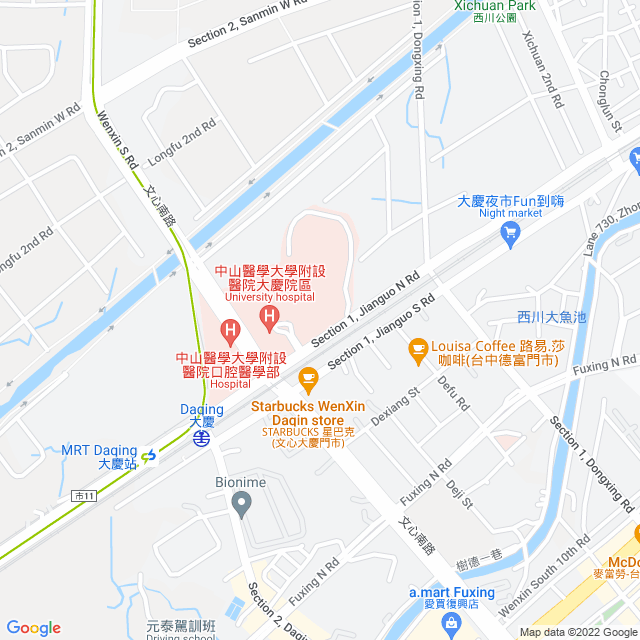 Xichuan Park
西川公園
Section 2, Sanmin W Rd
Section 1, Dongxing Rd
Xichuan 2nd Rd
Chonglun St
Section 2, Sanmin W Rd
Wenxin S Rd
Longfu 2nd Rd
文心南路
大慶夜市Fun到嗨
Night market
Lane 730, Zho
ngfu 2nd Rd
中山醫學大學附設
醫院大慶院區
University hospital
Section 1, Jianguo N Rd
Section 1, Jianguo S Rd
西川大魚池
中山醫學大學附設
醫院口腔醫學部
Hospital
Louisa Coffee 路易.莎
咖啡(台中德富門市)
Fuxing N Rd
Starbucks WenXin
Daqin store
STARBUCKS 星巴克
(文心大慶門市)
Daqing
大慶
Dexiang St
Defu Rd
MRT Daqing
大慶站
Section 1, Dongxing Rd
Bionime
市11
Fuxing N Rd
Deji St
文心南路
樹德一巷
Wenxin South 10th Rd
McDo
麥當勞-台
Fuxing N Rd
a.mart Fuxing
愛買復興店
Section 2, Daqin
元泰駕訓班
Driving school
Google
Map data ©2022 Google